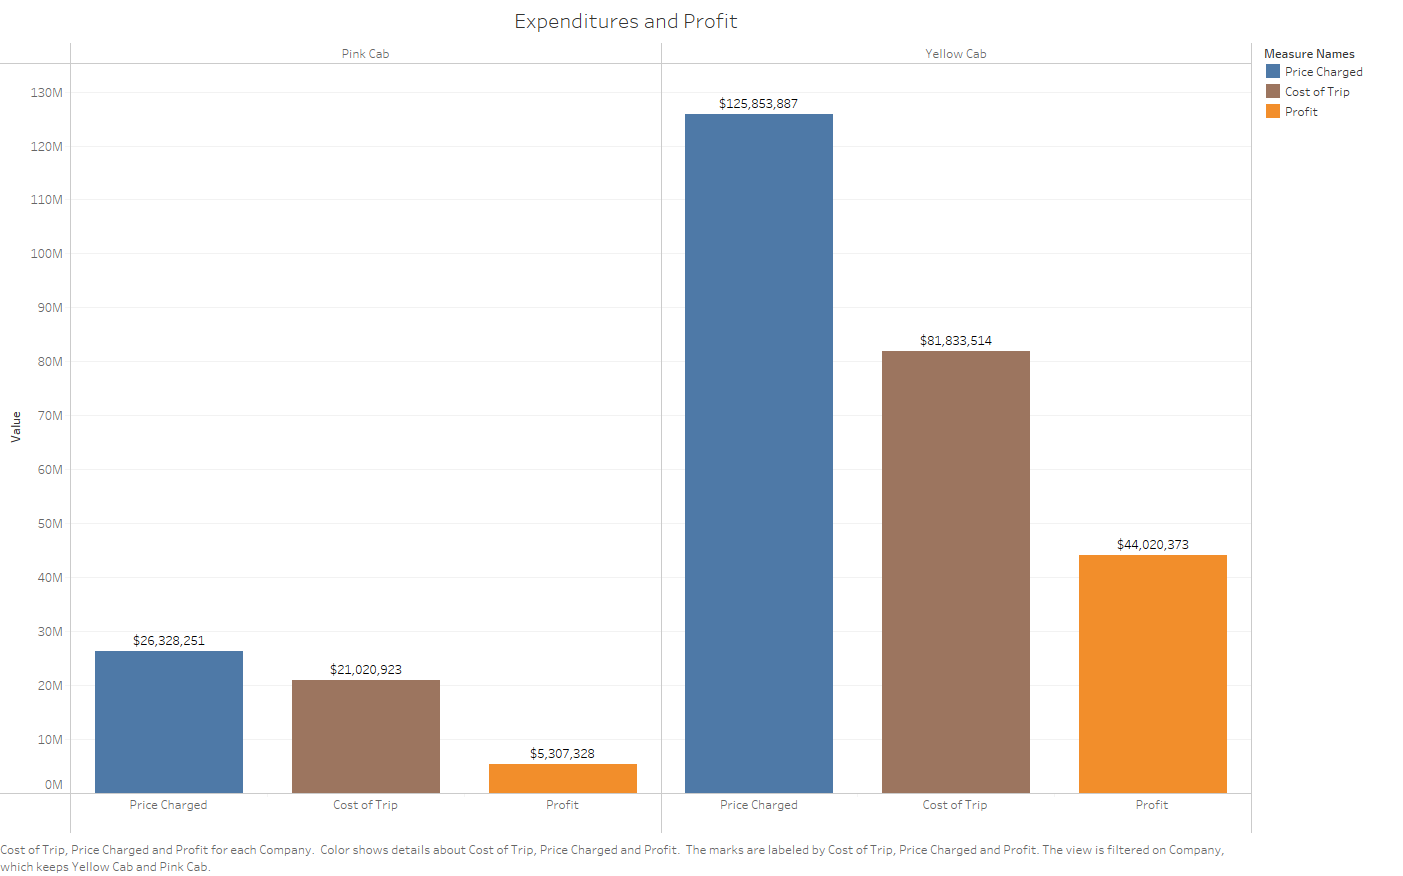 Expenditures and Profit
Pink Cab
Yellow Cab
Measure Names
Price Charged
Cost of Trip
Profit
Value
130M
120M
110M
100M
90M
80M
70M
60M
50M
40M
30M
20M
10M
0M
$26,328,251
$21,020,923
$5,307,328
$125,853,887
$81,833,514
$44,020,373
Price Charged
Cost of Trip
Profit
Price Charged
Cost of Trip
Profit
Cost of Trip, Price Charged and Profit for each Company.  Color shows details about Cost of Trip, Price Charged and Profit.  The marks are labeled by Cost of Trip, Price Charged and Profit. The view is filtered on Company,
which keeps Yellow Cab and Pink Cab.